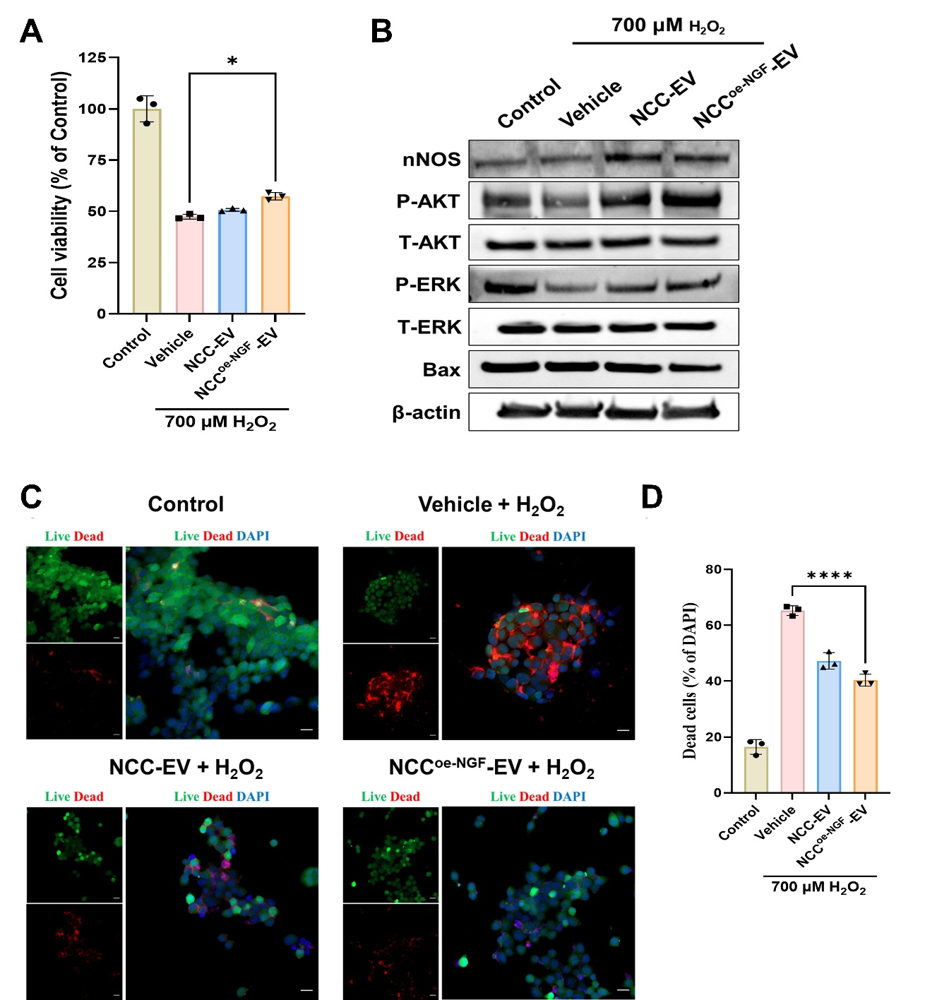 A
Cell viability (% of Control)
125
100
75
50
25
0
*
Control
Vehicle
NCC-EV
NCCoe-NGF-EV
700 µM H₂O₂
B
700 µM H₂O₂
Control
Vehicle
NCC-EV
NCCoe-NGF-EV
nNOS
P-AKT
T-AKT
P-ERK
T-ERK
Bax
β-actin
C
Control
Live Dead
Live Dead DAPI
Vehicle + H₂O₂
Live Dead
Live Dead DAPI
NCC-EV + H₂O₂
Live Dead
Live Dead DAPI
NCCoe-NGF-EV + H₂O₂
Live Dead
Live Dead DAPI
D
Dead cells (% of DAPI)
80
60
40
20
0
****
Control
Vehicle
NCC-EV
NCCoe-NGF-EV
700 µM H₂O₂